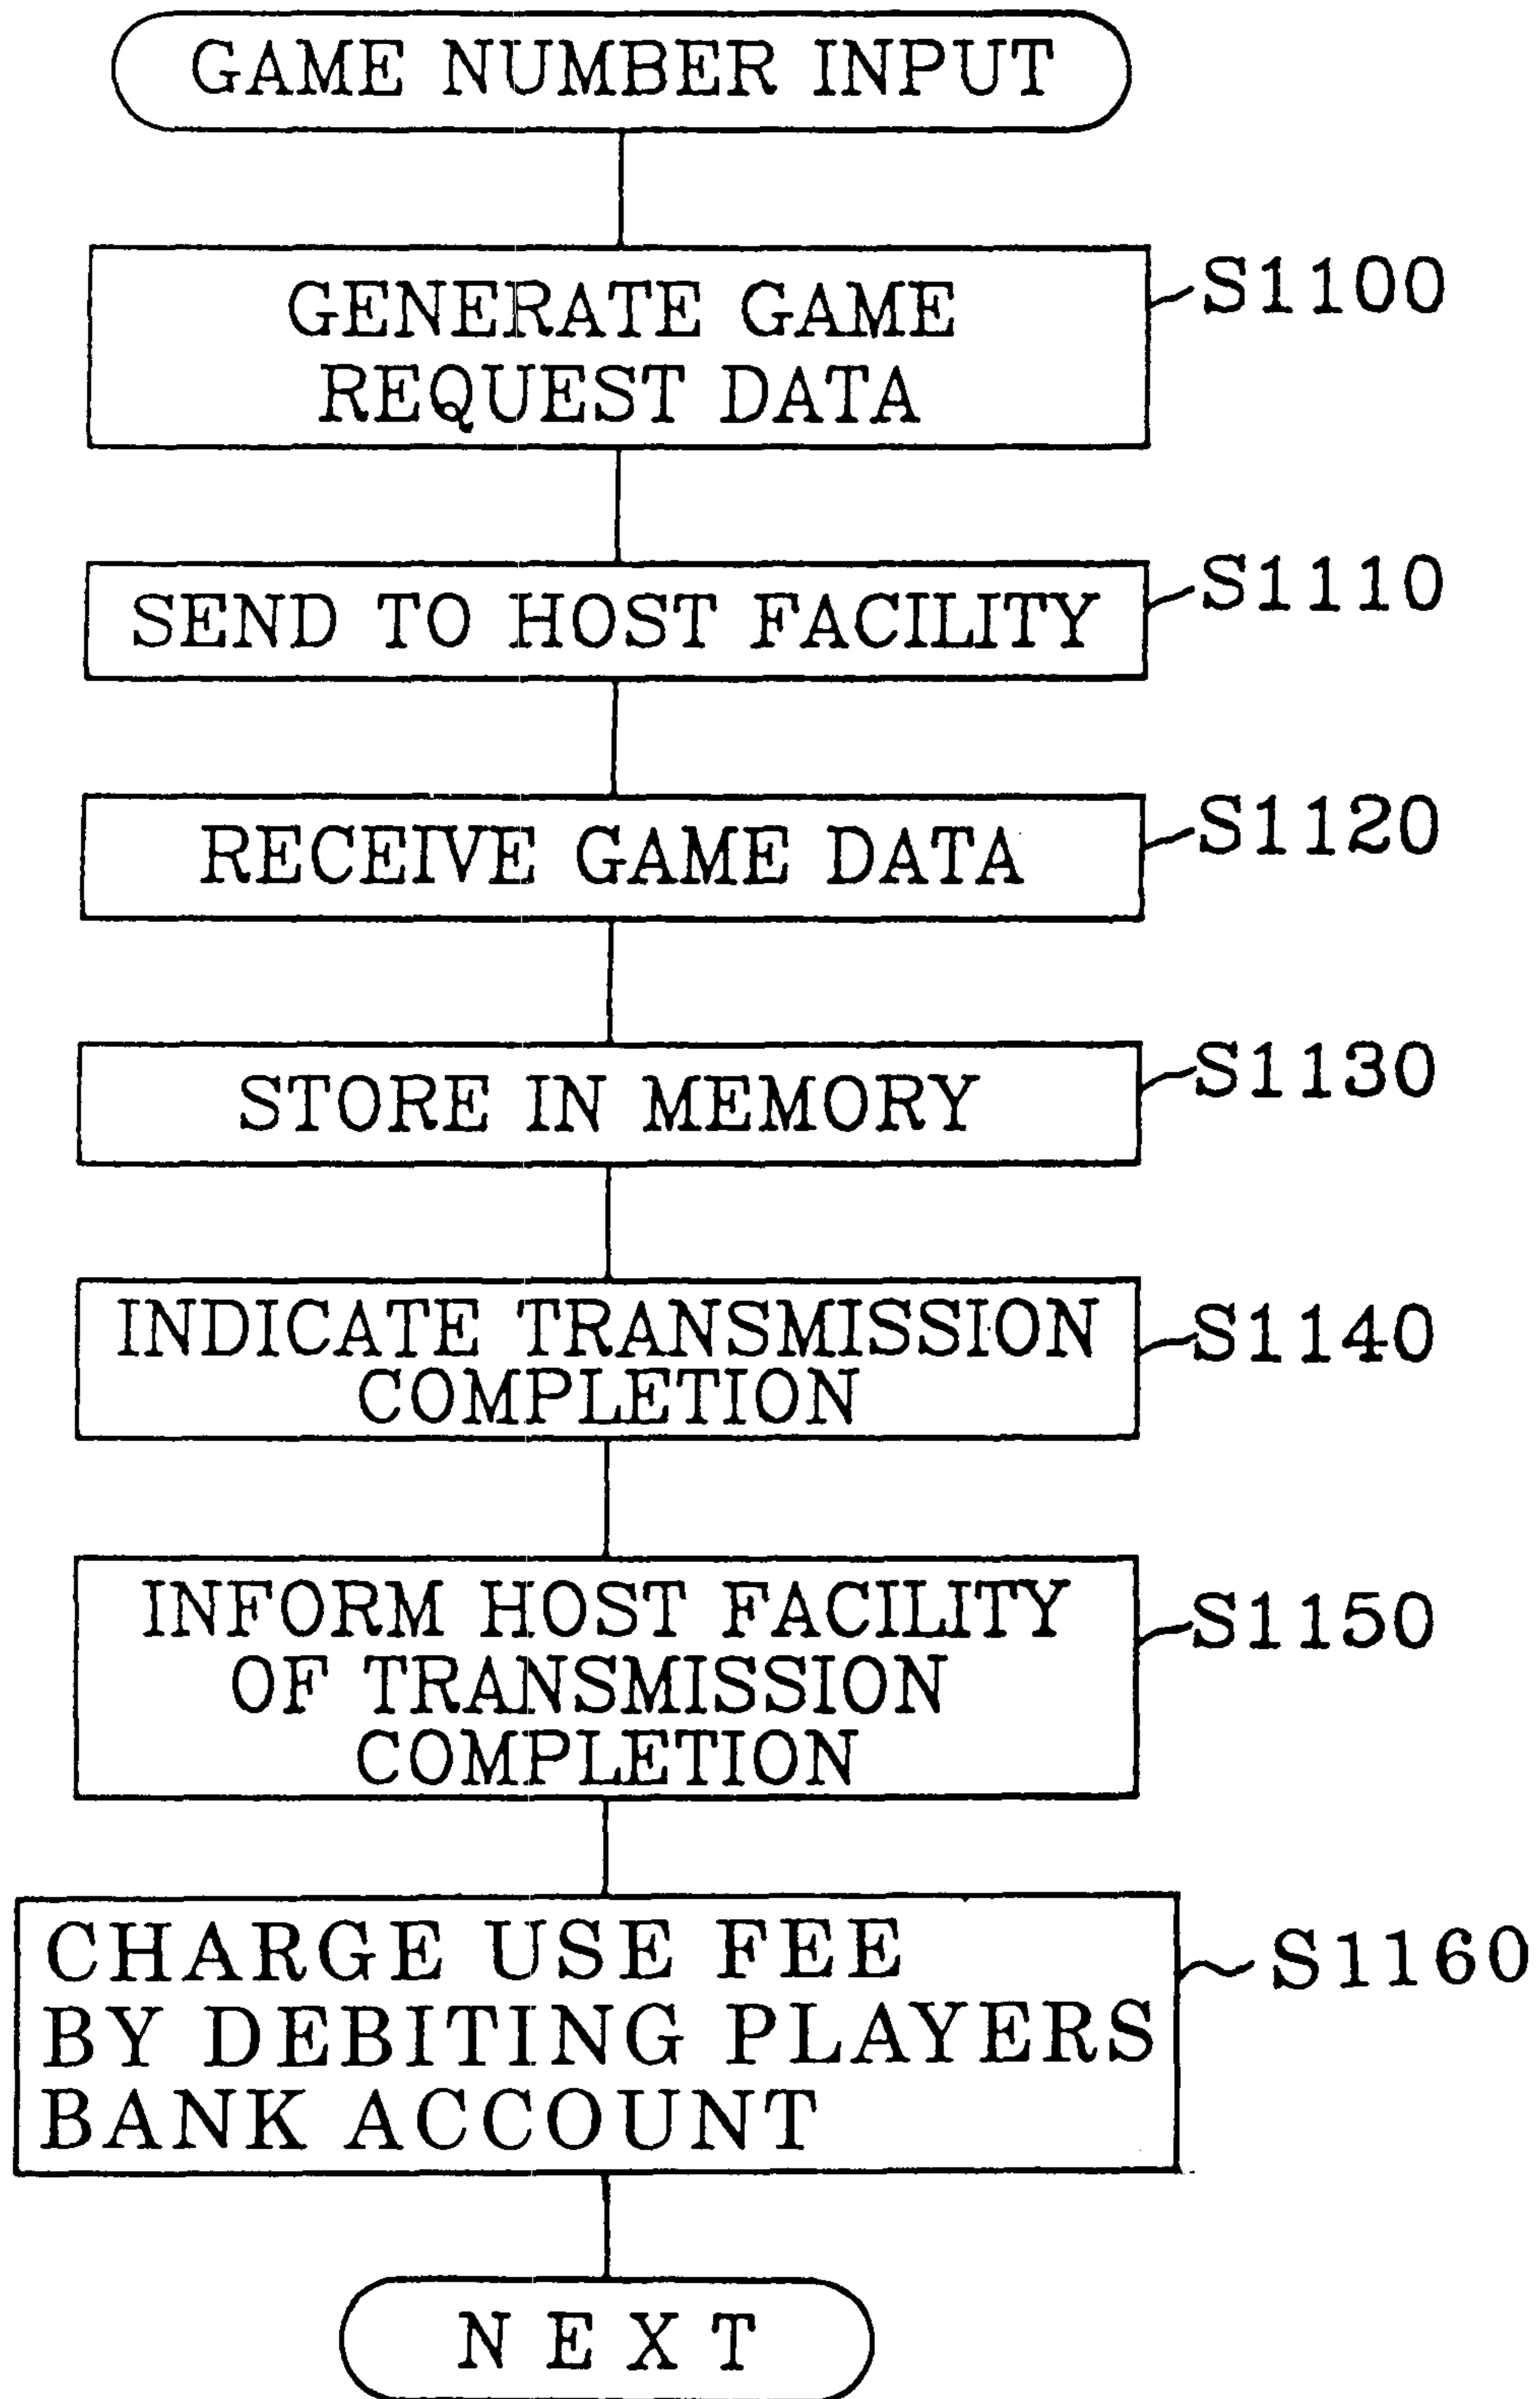 GAME NUMBER INPUT
GENERATE GAME
REQUEST DATA
S1100
SEND TO HOST FACILITY
S1110
RECEIVE GAME DATA
S1120
STORE IN MEMORY
S1130
INDICATE TRANSMISSION
COMPLETION
S1140
INFORM HOST FACILITY
OF TRANSMISSION
COMPLETION
S1150
CHARGE USE FEE
BY DEBITING PLAYERS
BANK ACCOUNT
S1160
NEXT